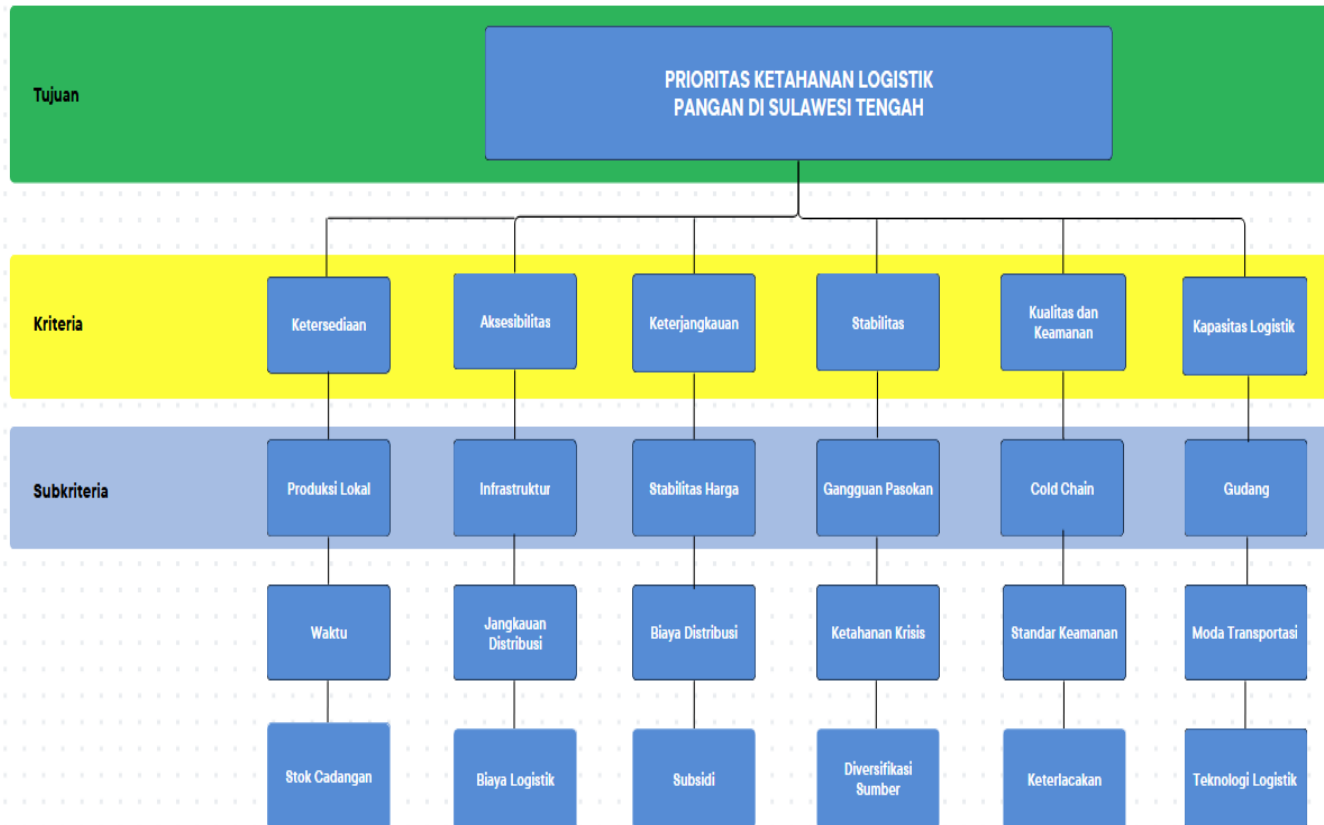 Tujuan
PRIORITAS KETAHANAN LOGISTIK
PANGAN DI SULAWESI TENGAH
Kriteria
Ketersediaan
Aksesibilitas
Keterjangkauan
Stabilitas
Kualitas dan
Keamanan
Kapasitas Logistik
Subkriteria
Produksi Lokal
Infrastruktur
Stabilitas Harga
Gangguan Pasokan
Cold Chain
Gudang
Waktu
Jangkauan
Distribusi
Biaya Distribusi
Ketahanan Krisis
Standar Keamanan
Moda Transportasi
Stok Cadangan
Biaya Logistik
Subsidi
Diversifikasi
Sumber
Keterlacakan
Teknologi Logistik